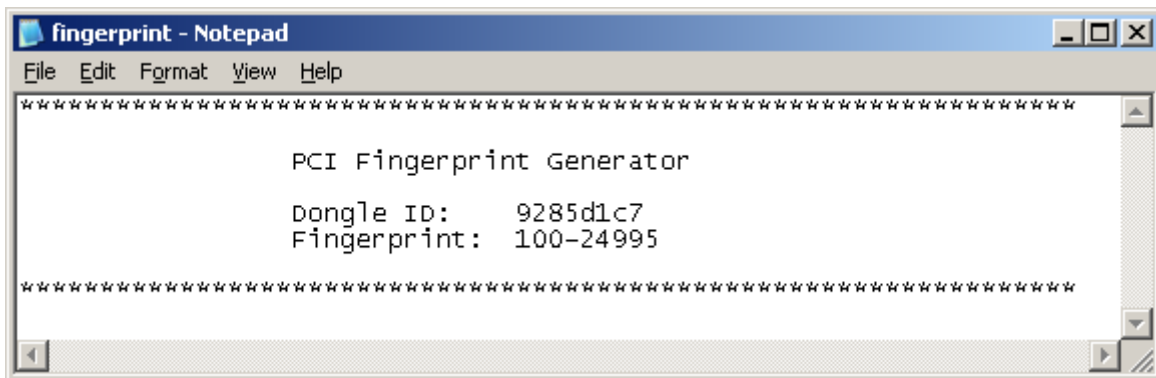 fingerprint - Notepad
File Edit Format View Help
******************************************************************
PCI Fingerprint Generator
Dongle ID: 9285d1c7
Fingerprint: 100-24995
******************************************************************